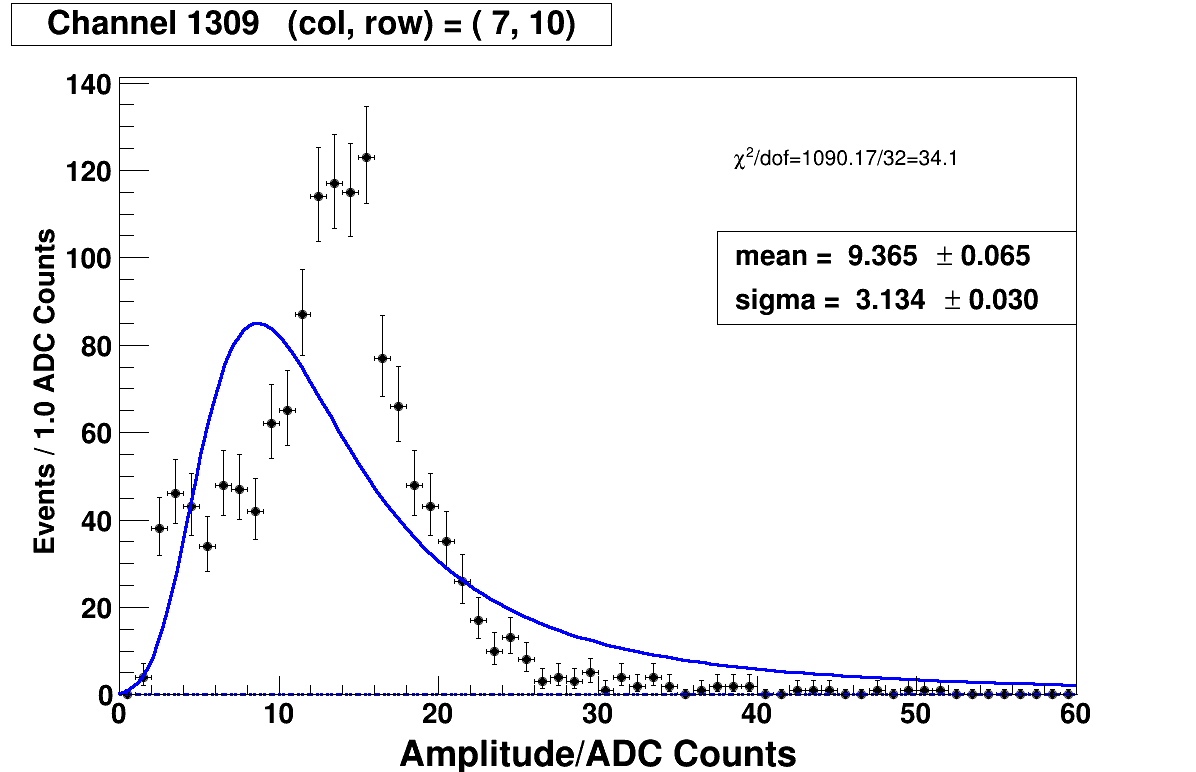 Channel 1309 (col, row) = ( 7, 10)
140
120
100
80
60
40
20
0
Events / 1.0 ADC Counts
χ²/dof=1090.17/32=34.1
mean = 9.365 ± 0.065
sigma = 3.134 ± 0.030
0 10 20 30 40 50 60
Amplitude/ADC Counts